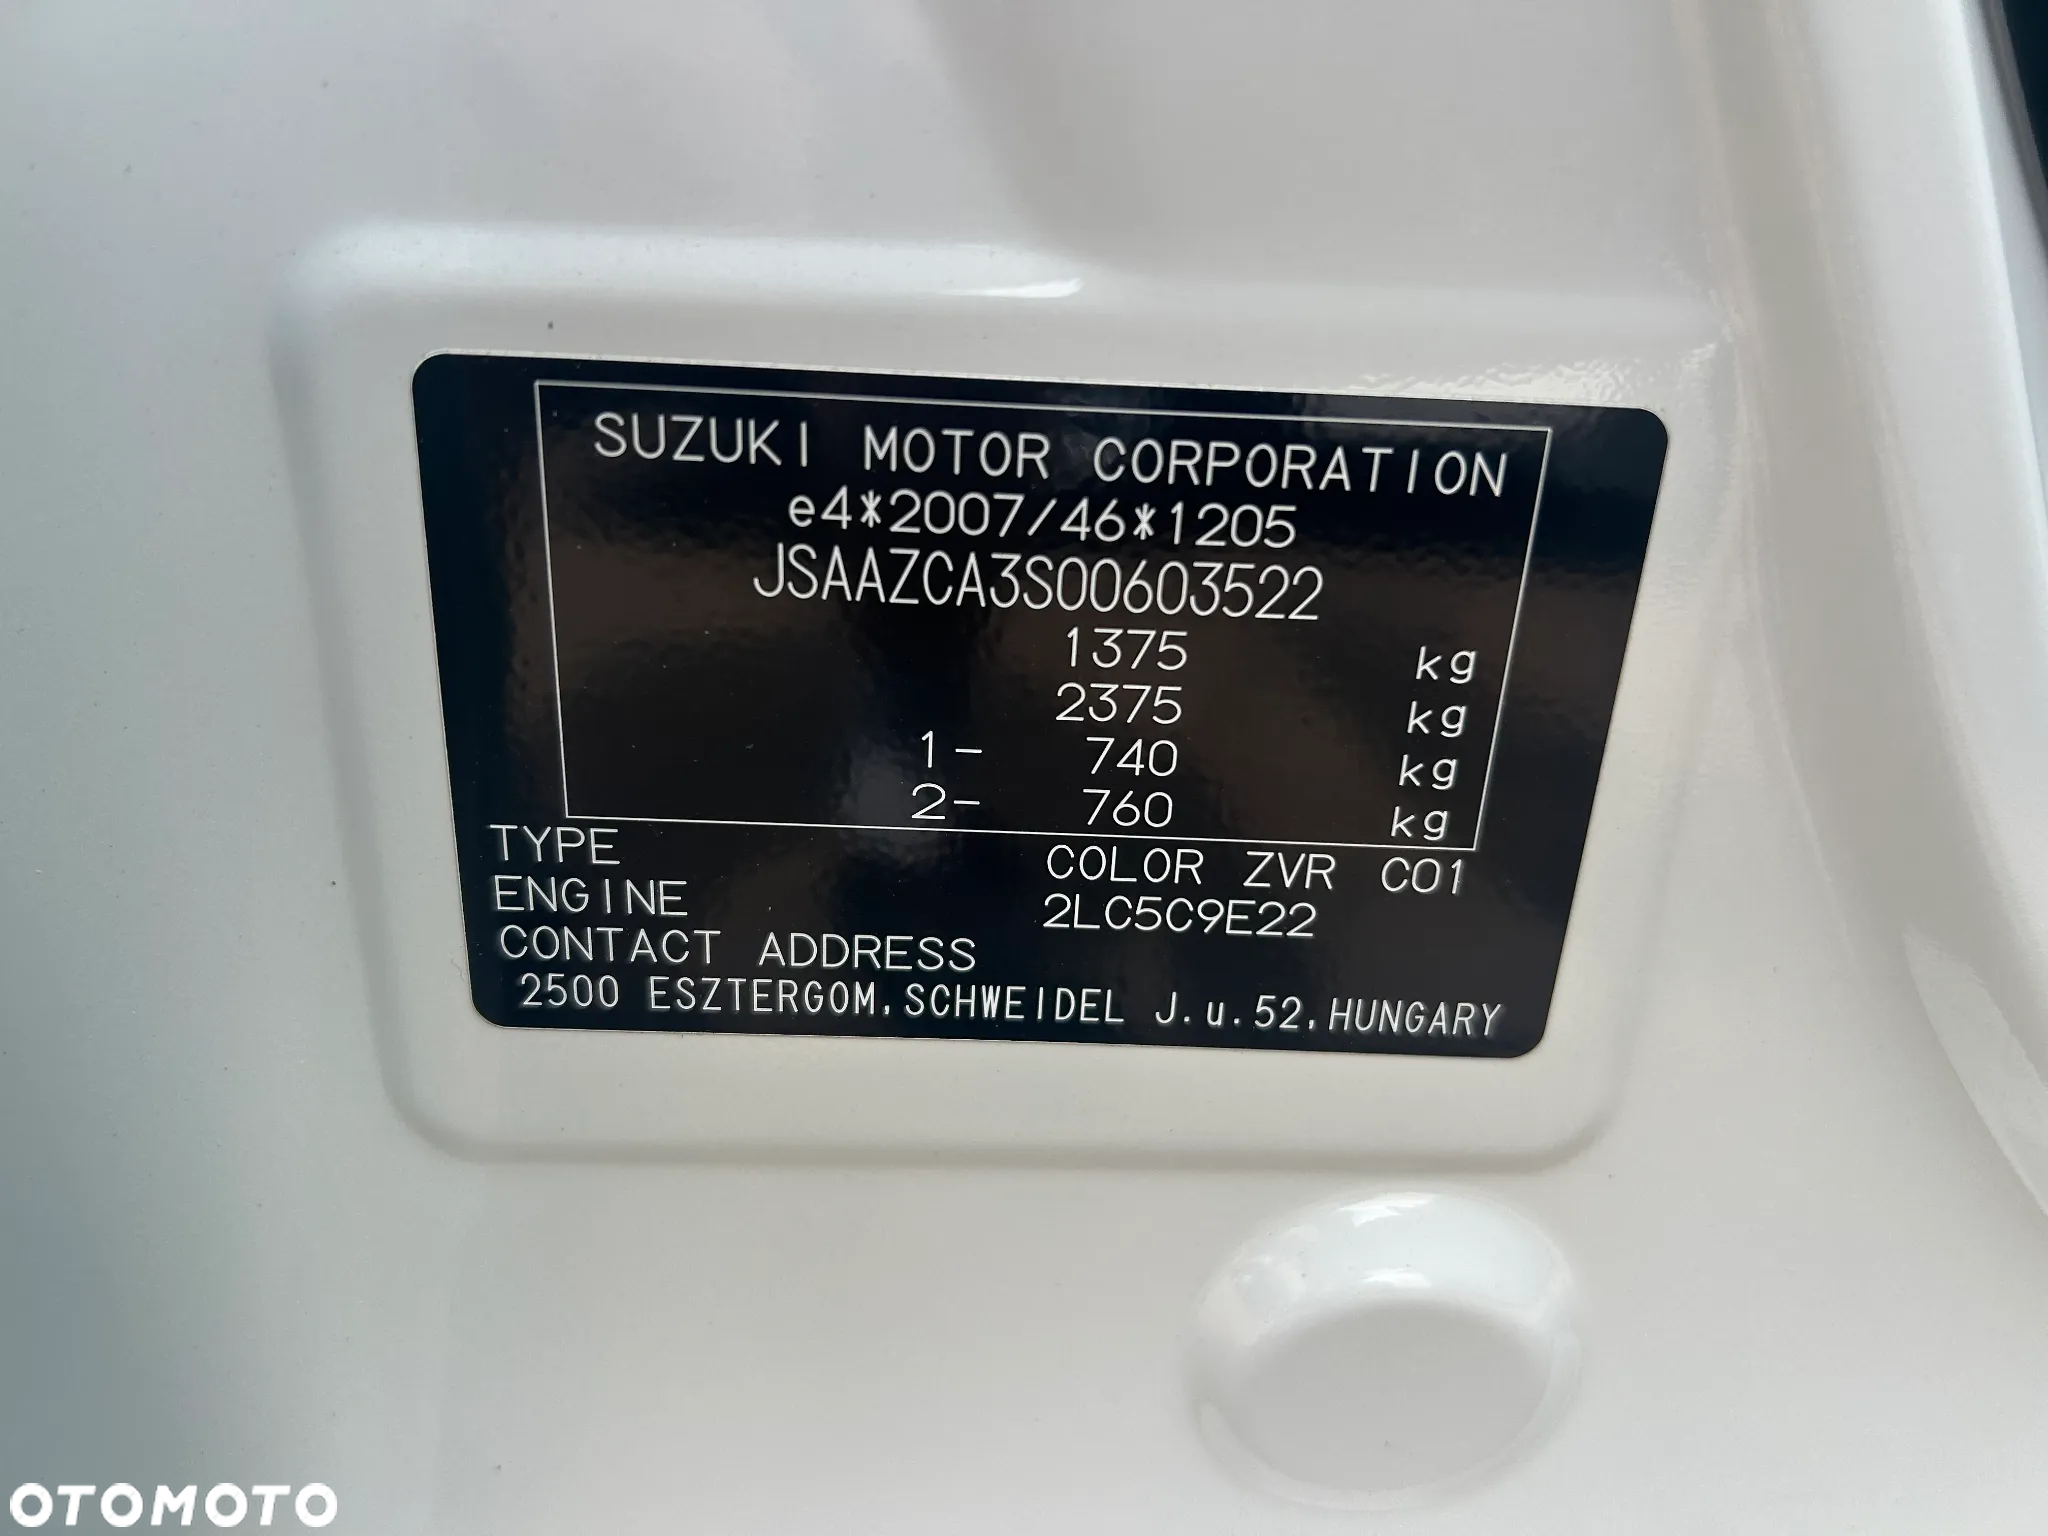 SUZUKI MOTOR CORPORATION
e4*2007/46*1205
JSAAZCA3S00603522
1375 kg
2375 kg
1- 740 kg
2- 760 kg
TYPE COLOR ZVR C01
ENGINE 2LC5C9E22
CONTACT ADDRESS
2500 ESZTERGOM, SCHWEIDEL J.u.52, HUNGARY
OTOMOTO